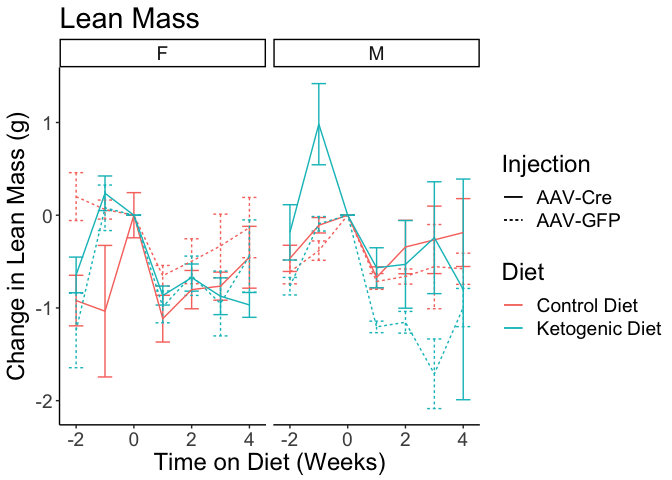 Lean Mass
F
M
Change in Lean Mass (g)
1
0
-1
-2
-2 0 2 4
-2 0 2 4
Time on Diet (Weeks)
Injection
AAV-Cre
AAV-GFP
Diet
Control Diet
Ketogenic Diet